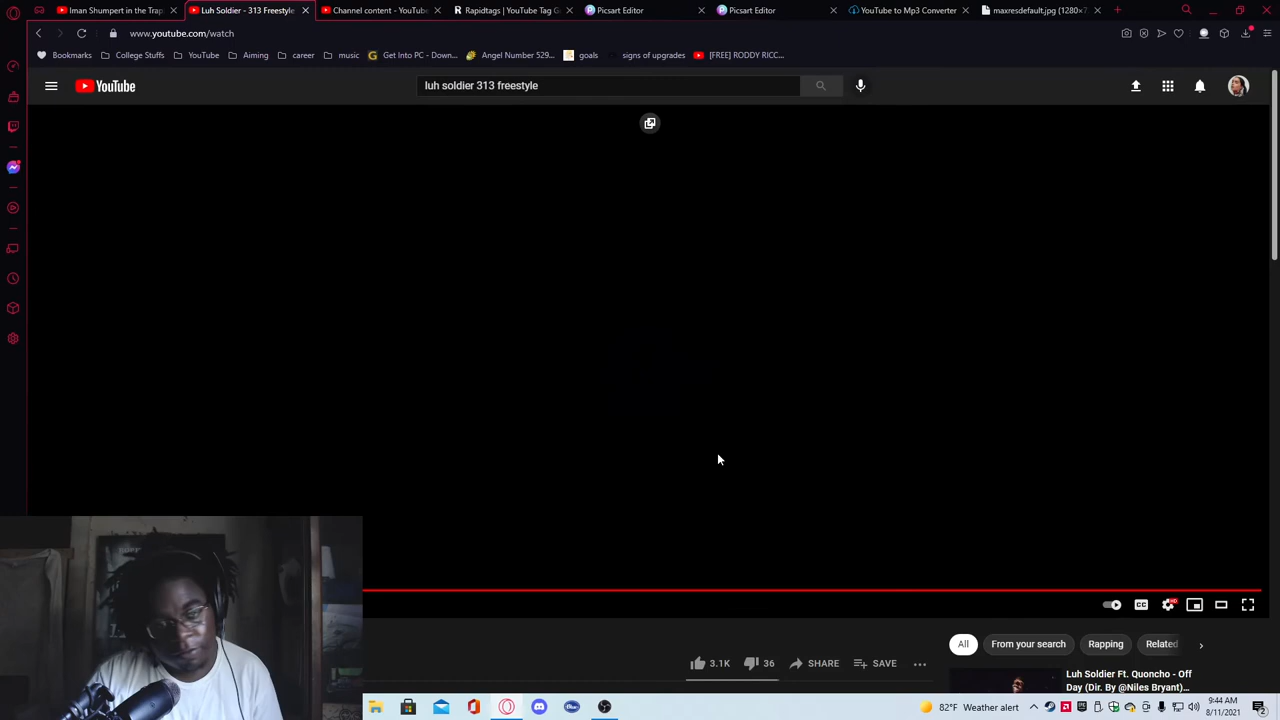 Iman Shumpert in the Trap
Luh Soldier - 313 Freestyle
Channel content - YouTube
Rapidtags | YouTube Tag G
Picsart Editor
Picsart Editor
YouTube to Mp3 Converter
maxresdefault.jpg (1280×7
www.youtube.com/watch
Bookmarks
College Stuffs
YouTube
Aiming
career
music
Get Into PC - Down...
Angel Number 529...
goals
signs of upgrades
[FREE] RODDY RICC...
YouTube
luh soldier 313 freestyle
CC
HD
3.1K
36
SHARE
SAVE
All
From your search
Rapping
Related
Luh Soldier Ft. Quoncho - Off
Day (Dir. By @Niles Bryant)...
82°F Weather alert
9:44 AM
8/11/2021
2